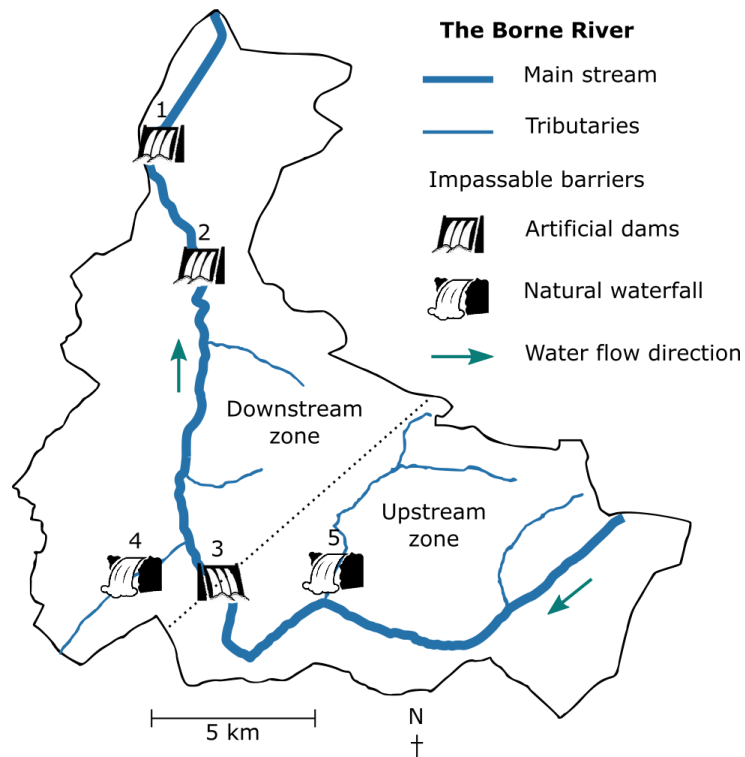 The Borne River
Main stream
Tributaries
Impassable barriers
Artificial dams
Natural waterfall
Water flow direction
1
2
Downstream
zone
Upstream
zone
4
3
5
5 km
N